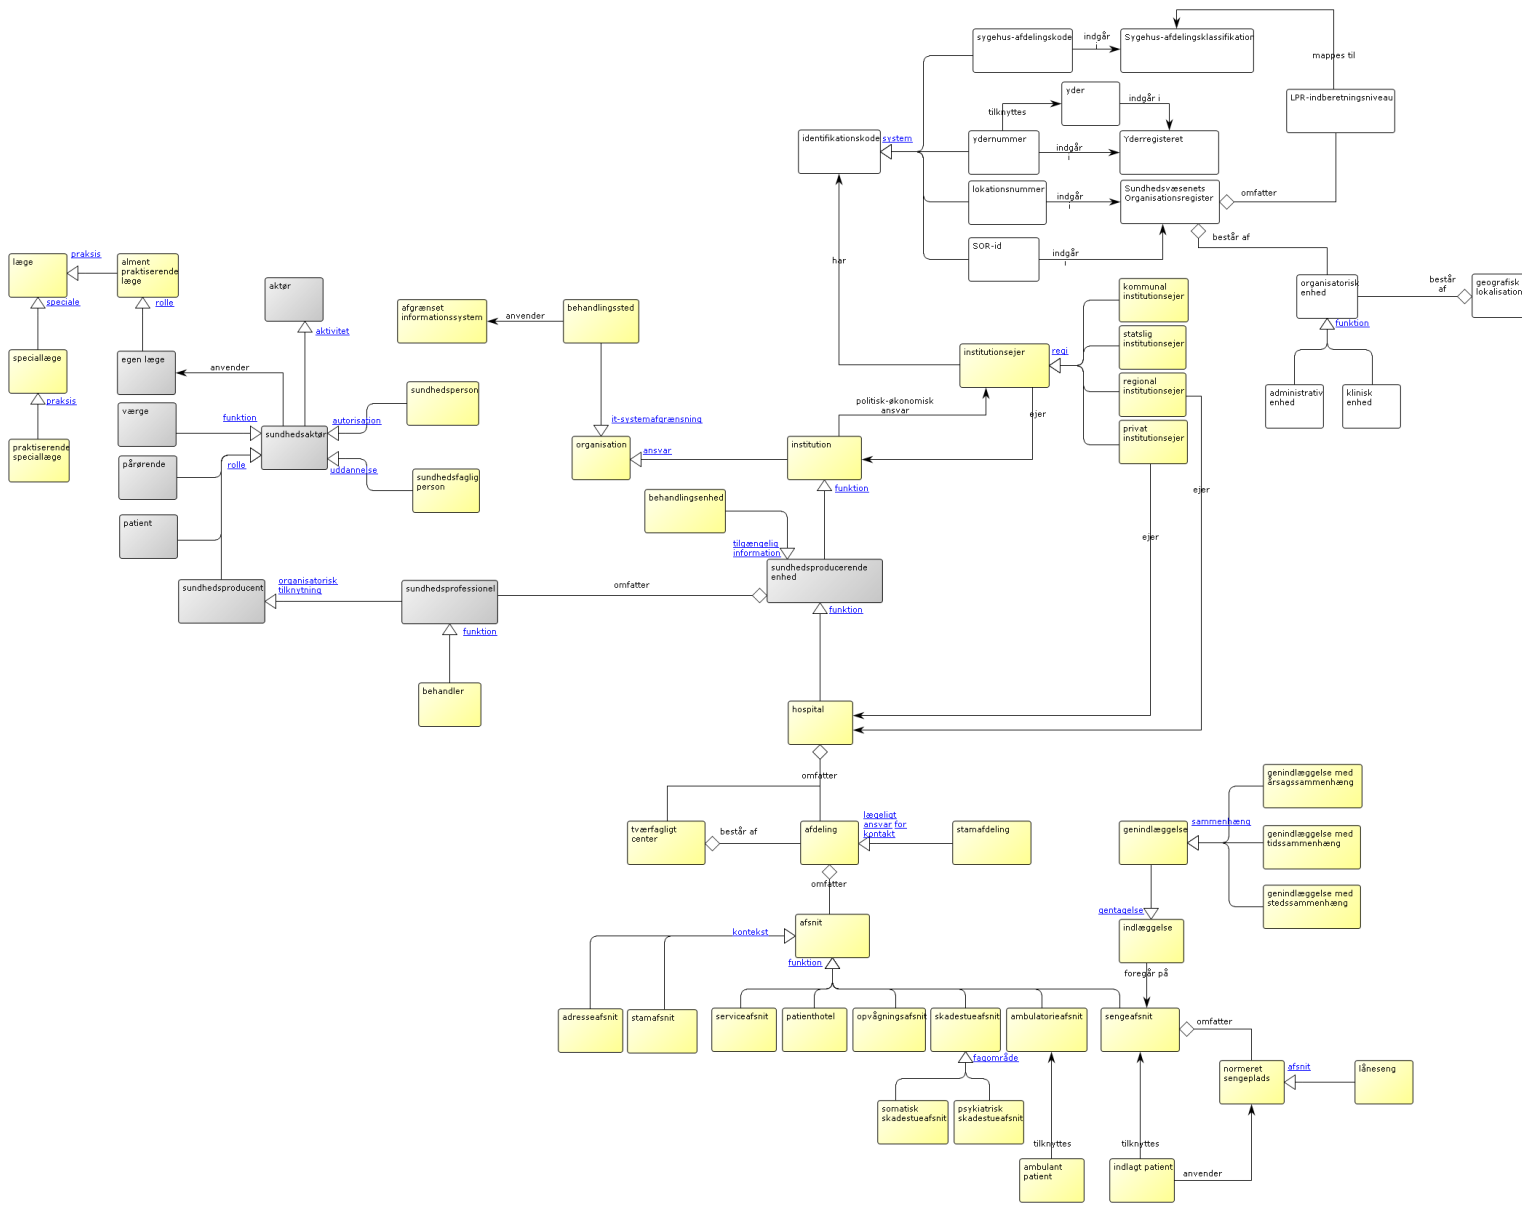 sygehus-afdelingskode
indgår
i
Sygehus-afdelingsklassifikation
mappes til
yder
indgår i
LPR-indberetningsniveau
tilknyttes
identifikationskode
system
ydernummer
indgår
i
Yderregisteret
lokationsnummer
indgår
i
Sundhedsvæsenets
Organisationsregister
omfatter
består af
SOR-id
indgår
i
har
læge
praksis
alment
praktiserende
læge
speciale
rolle
aktør
aktivitet
afgrænset
informationssystem
anvender
behandlingssted
kommunal
institutionsejer
organisatorisk
enhed
består
af
geografisk
lokalisation
funktion
statslig
institutionsejer
institutionsejer
regi
speciallæge
egen læge
anvender
praksis
sundhedsperson
regional
institutionsejer
administrativ
enhed
klinisk
enhed
værge
funktion
autorisation
politisk-økonomisk
ansvar
ejer
it-systemafgrænsning
privat
institutionsejer
praktiserende
speciallæge
sundhedsaktør
organisation
ansvar
institution
pårørende
rolle
uddannelse
sundhedsfaglig
person
funktion
ejer
behandlingsenhed
patient
tilgængelig
information
ejer
sundhedsproducerende
enhed
sundhedsproducent
organisatorisk
tilknytning
sundhedsprofessionel
omfatter
funktion
funktion
behandler
hospital
omfatter
genindlæggelse med
årsagssammenhæng
tværfagligt
center
består af
afdeling
lægeligt
ansvar for
kontakt
stamafdeling
genindlæggelse
sammenhæng
genindlæggelse med
tidssammenhæng
omfatter
genindlæggelse med
stedssammenhæng
gentagelse
afsnit
kontekst
indlæggelse
funktion
foregår på
adresseafsnit
stamafsnit
serviceafsnit
patienthotel
opvågningsafsnit
skadestueafsnit
ambulatorieafsnit
sengeafsnit
omfatter
fagområde
normeret
sengeplads
afsnit
låneseng
somatisk
skadestueafsnit
psykiatrisk
skadestueafsnit
tilknyttes
tilknyttes
ambulant
patient
indlagt patient
anvender